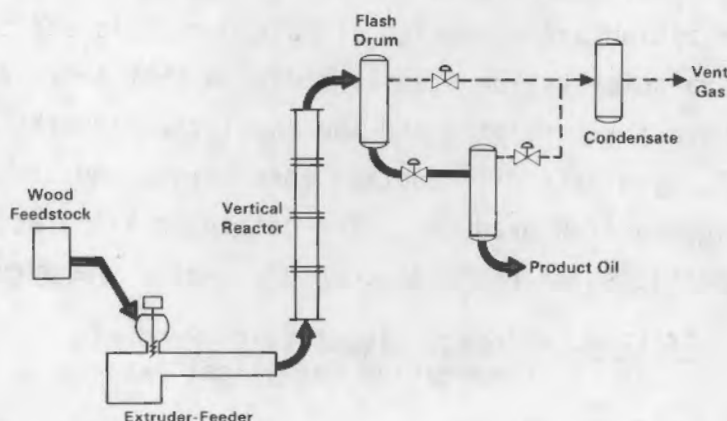 Flash
Drum
Vent
Gas
Condensate
Wood
Feedstock
Vertical
Reactor
Product Oil
Extruder-Feeder